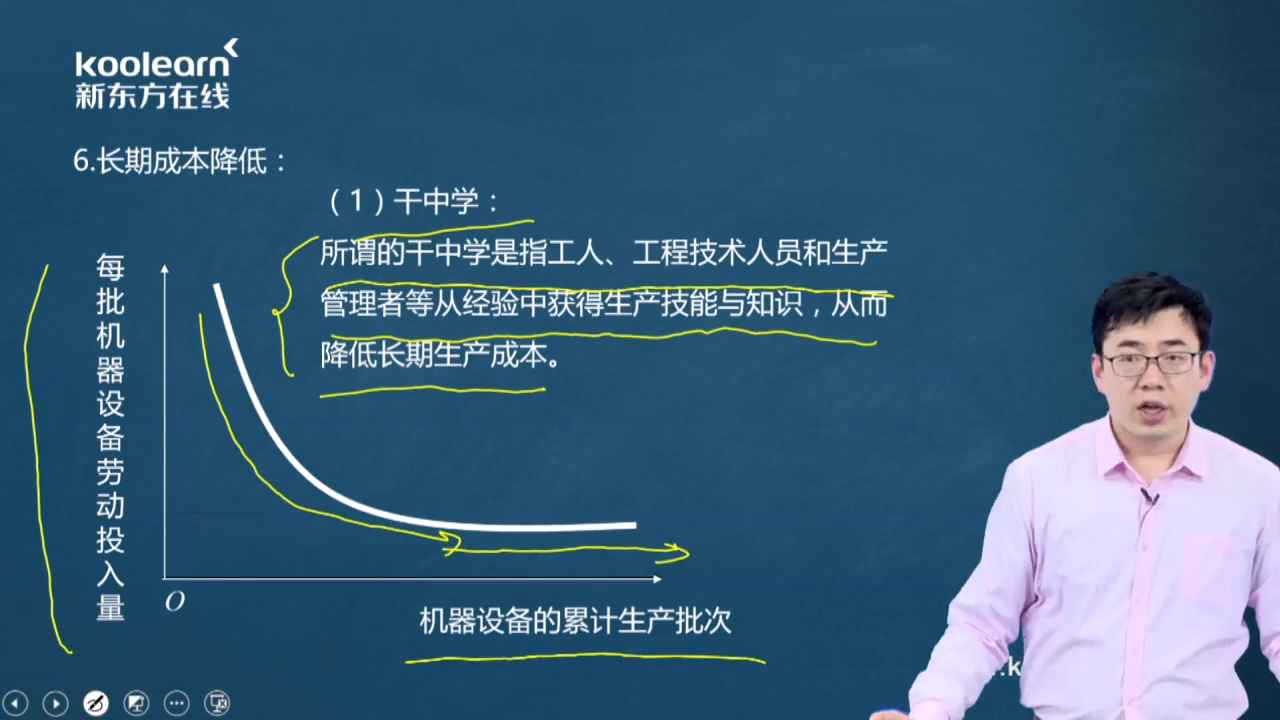 koolearn
新东方在线
6.长期成本降低：
（1）干中学：
所谓的干中学是指工人、工程技术人员和生产
管理者等从经验中获得生产技能与知识，从而
降低长期生产成本。
每批机器设备劳动投入量
O
机器设备的累计生产批次
.k